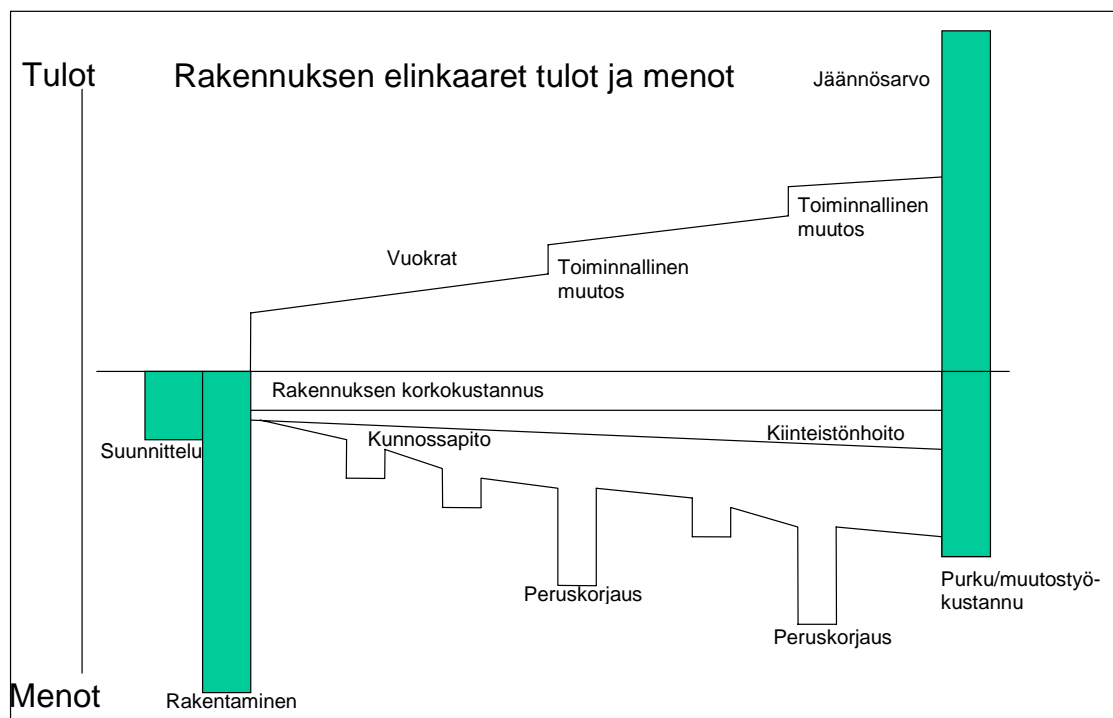 Tulot
Rakennuksen elinkaaret tulot ja menot
Jäännösarvo
Toiminnallinen
muutos
Vuokrat
Toiminnallinen
muutos
Rakennuksen korkokustannus
Suunnittelu
Kunnossapito
Kiinteistönhoito
Peruskorjaus
Purku/muutostyö-
kustannu
Peruskorjaus
Menot
Rakentaminen